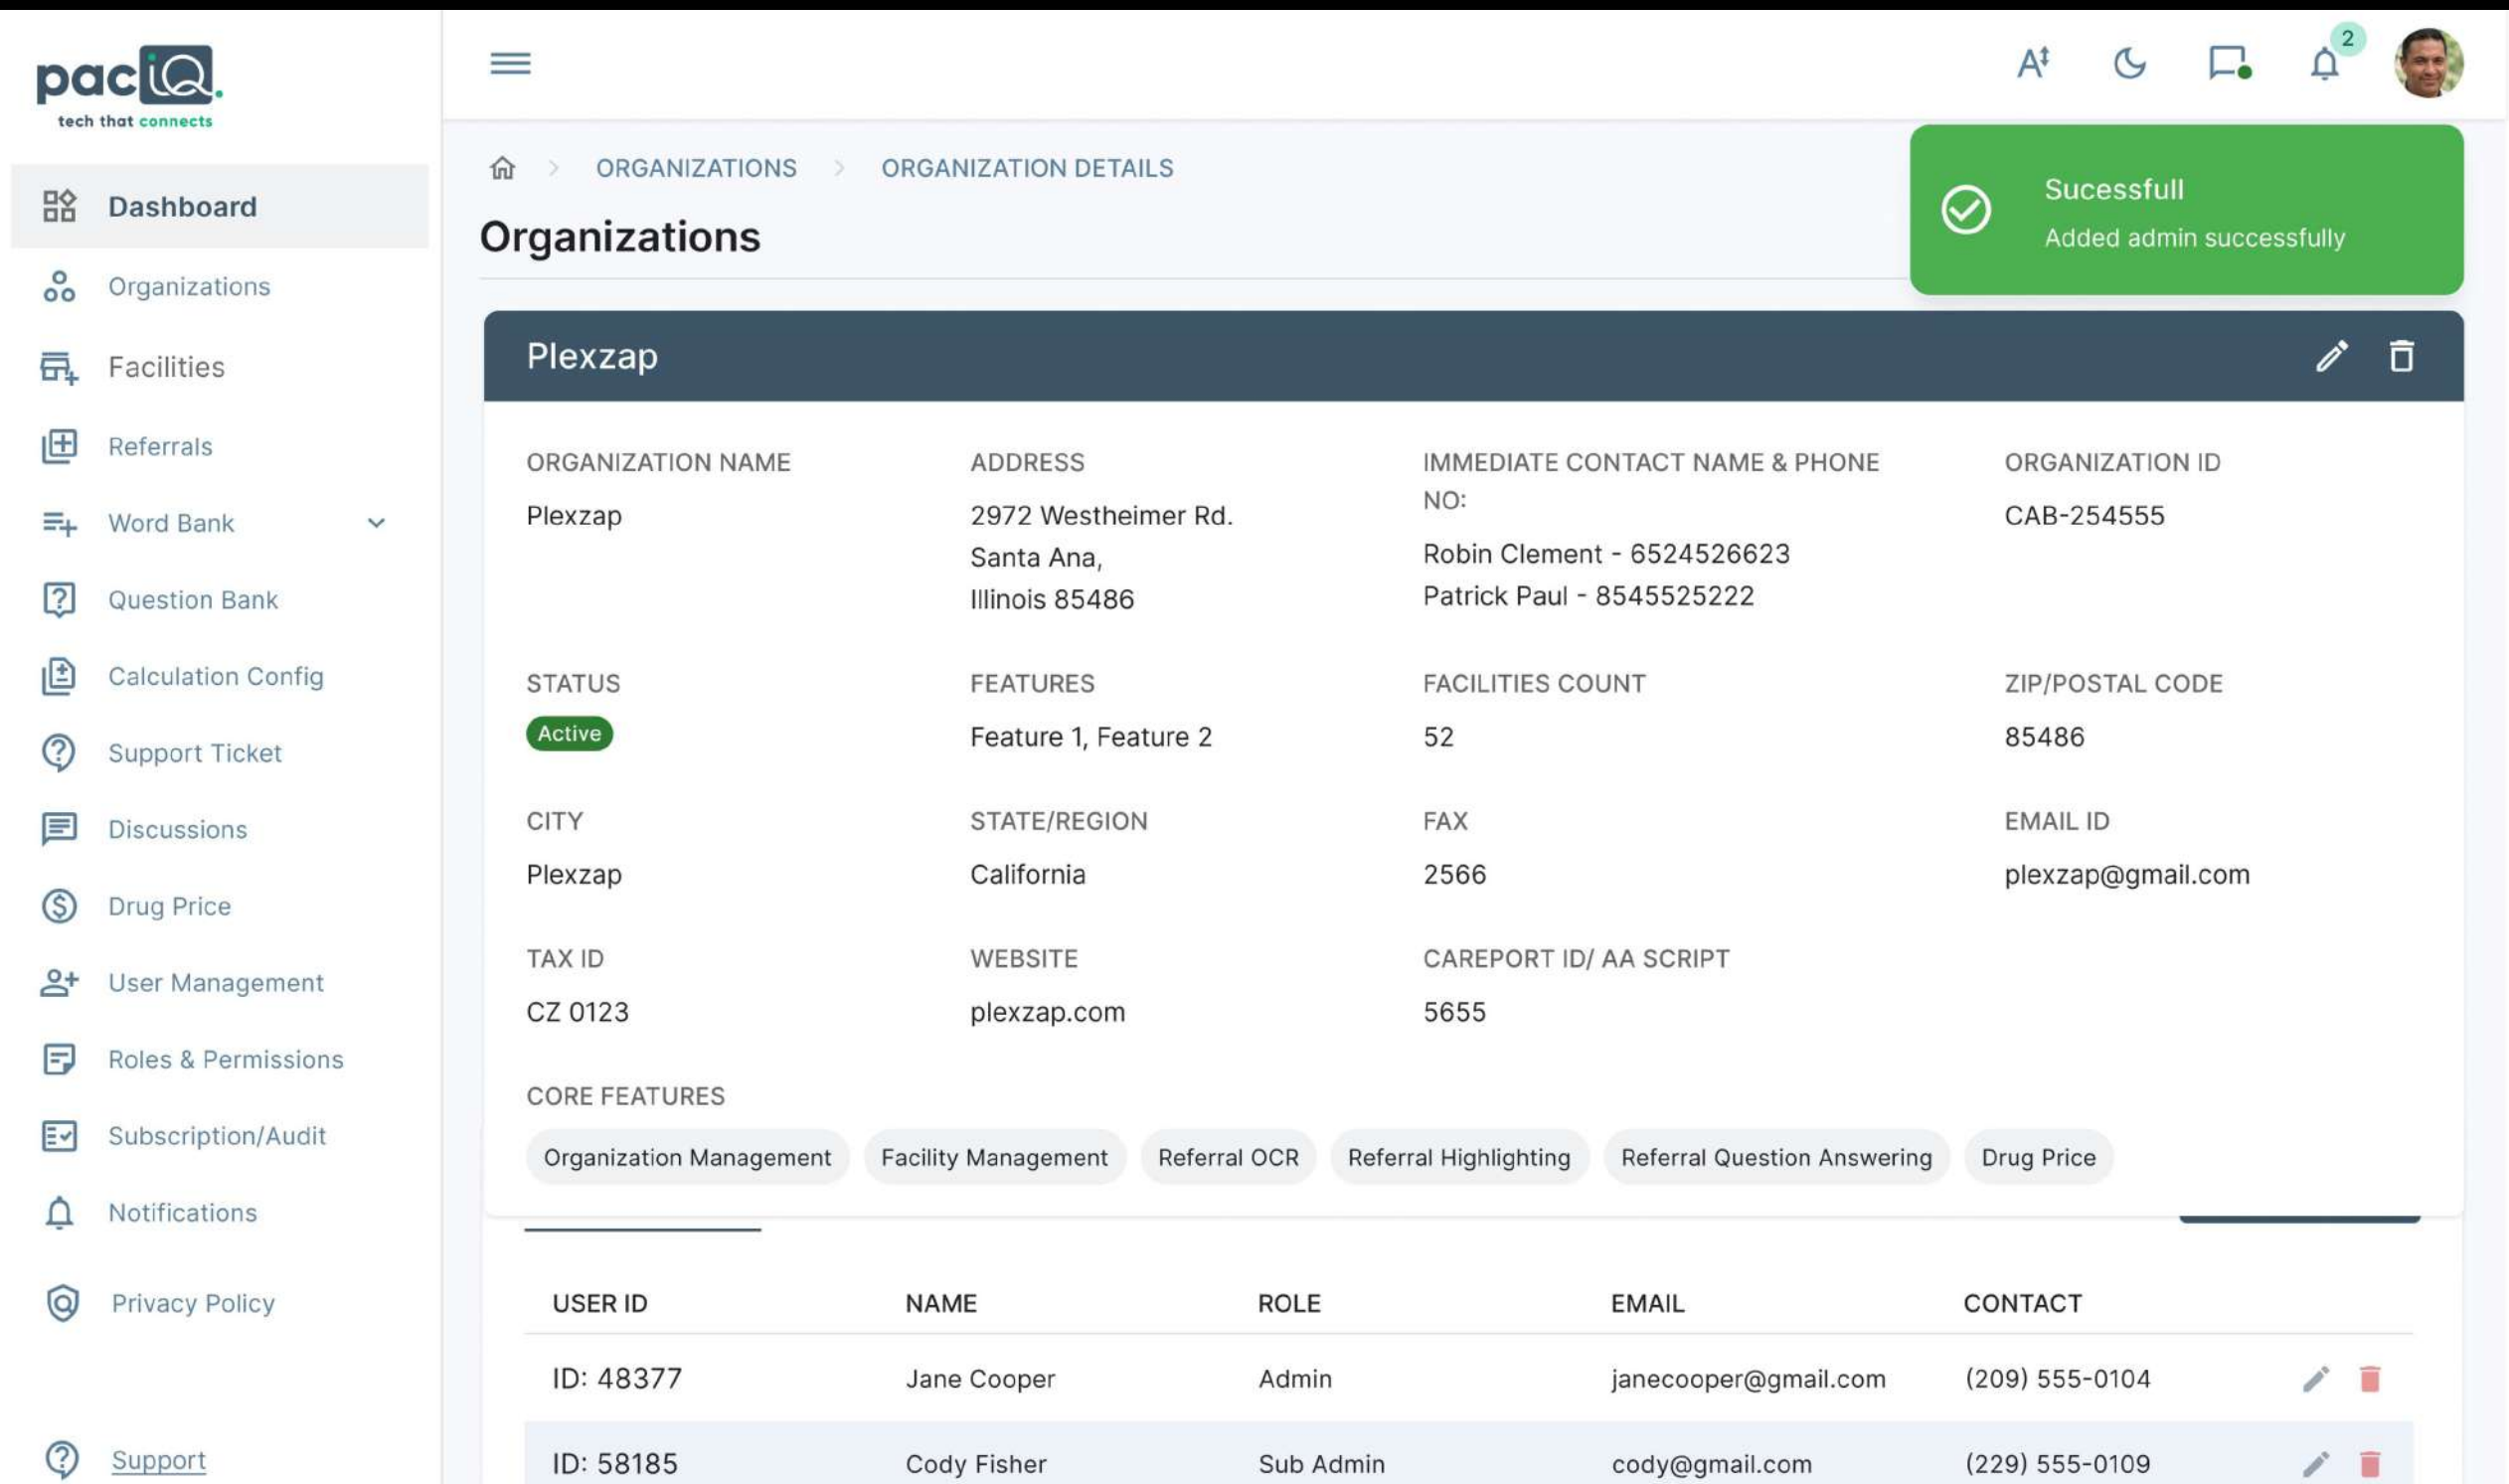 paciQ.
tech that connects
2
Dashboard
Organizations
Facilities
Referrals
Word Bank
Question Bank
Calculation Config
Support Ticket
Discussions
Drug Price
User Management
Roles & Permissions
Subscription/Audit
Notifications
Privacy Policy
Support
> ORGANIZATIONS > ORGANIZATION DETAILS
Organizations
Sucessfull
Added admin successfully
Plexzap
ORGANIZATION NAME
Plexzap
ADDRESS
2972 Westheimer Rd.
Santa Ana,
Illinois 85486
IMMEDIATE CONTACT NAME & PHONE
NO:
Robin Clement - 6524526623
Patrick Paul - 8545525222
ORGANIZATION ID
CAB-254555
STATUS
Active
FEATURES
Feature 1, Feature 2
FACILITIES COUNT
52
ZIP/POSTAL CODE
85486
CITY
Plexzap
STATE/REGION
California
FAX
2566
EMAIL ID
plexzap@gmail.com
TAX ID
CZ 0123
WEBSITE
plexzap.com
CAREPORT ID/ AA SCRIPT
5655
CORE FEATURES
Organization Management Facility Management Referral OCR Referral Highlighting Referral Question Answering Drug Price
USER ID NAME ROLE EMAIL CONTACT
ID: 48377 Jane Cooper Admin janecooper@gmail.com (209) 555-0104
ID: 58185 Cody Fisher Sub Admin cody@gmail.com (229) 555-0109